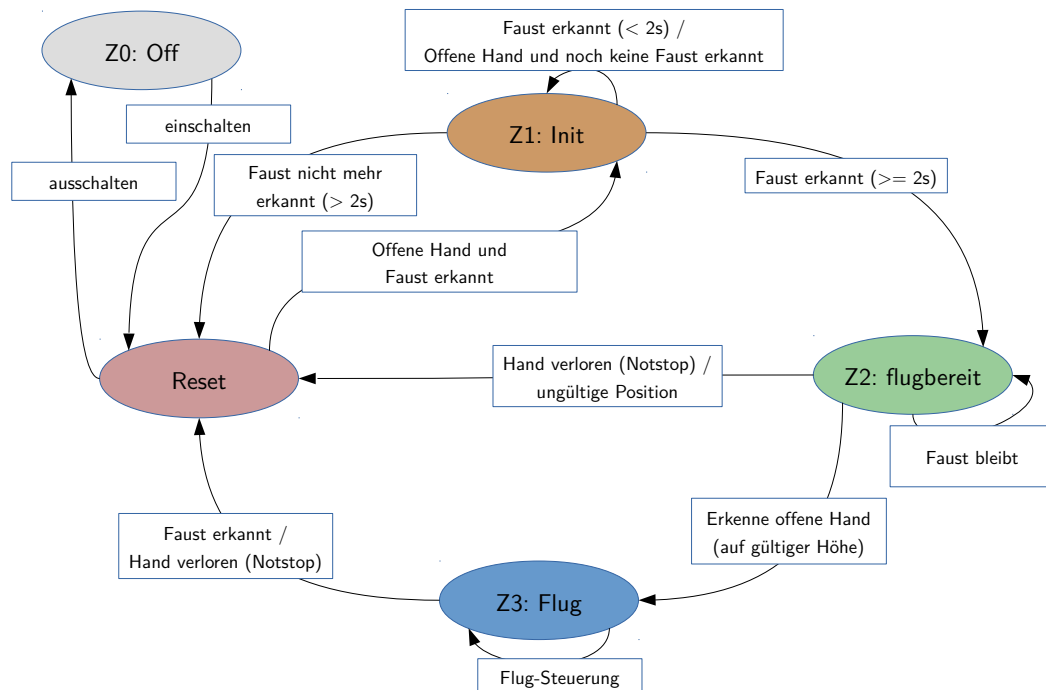 Z0: Off
Faust erkannt (< 2s) /
Offene Hand und noch keine Faust erkannt
einschalten
Z1: Init
ausschalten
Faust nicht mehr
erkannt (> 2s)
Faust erkannt (>= 2s)
Offene Hand und
Faust erkannt
Reset
Hand verloren (Notstop) /
ungültige Position
Z2: flugbereit
Faust bleibt
Erkenne offene Hand
(auf gültiger Höhe)
Faust erkannt /
Hand verloren (Notstop)
Z3: Flug
Flug-Steuerung